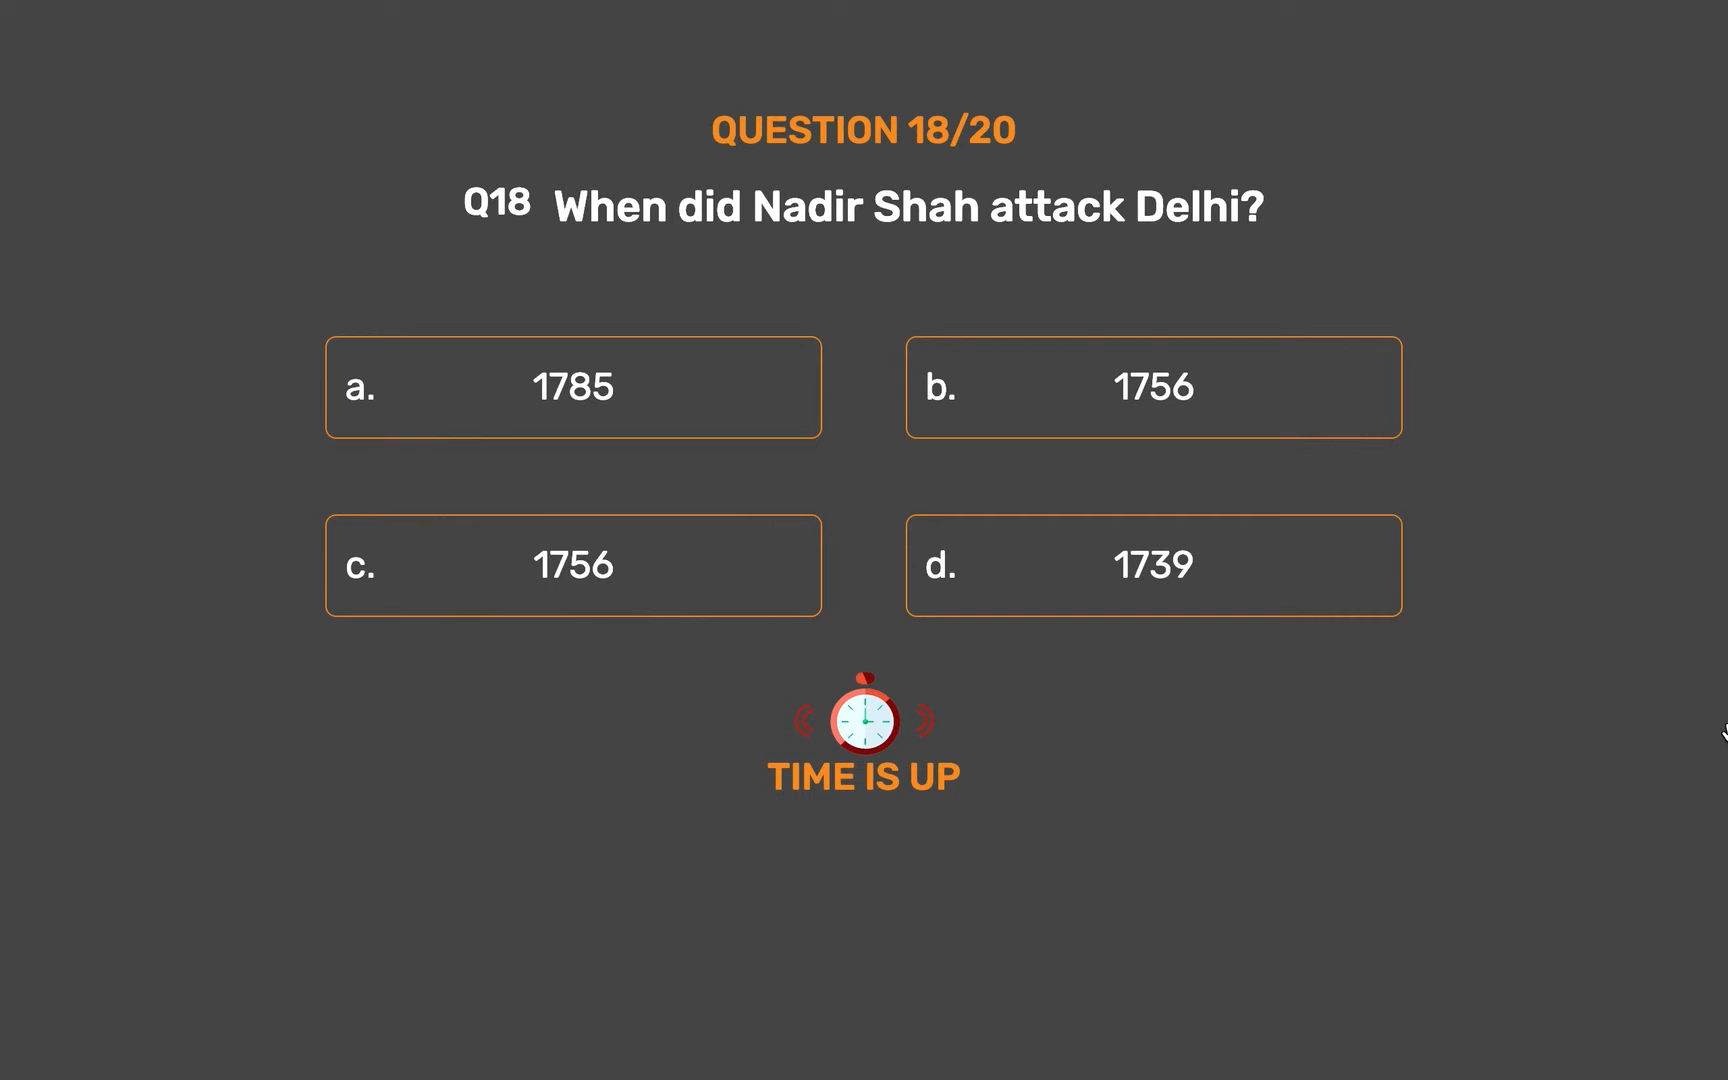 QUESTION 18/20
Q18 When did Nadir Shah attack Delhi?
a. 1785
b. 1756
c. 1756
d. 1739
TIME IS UP